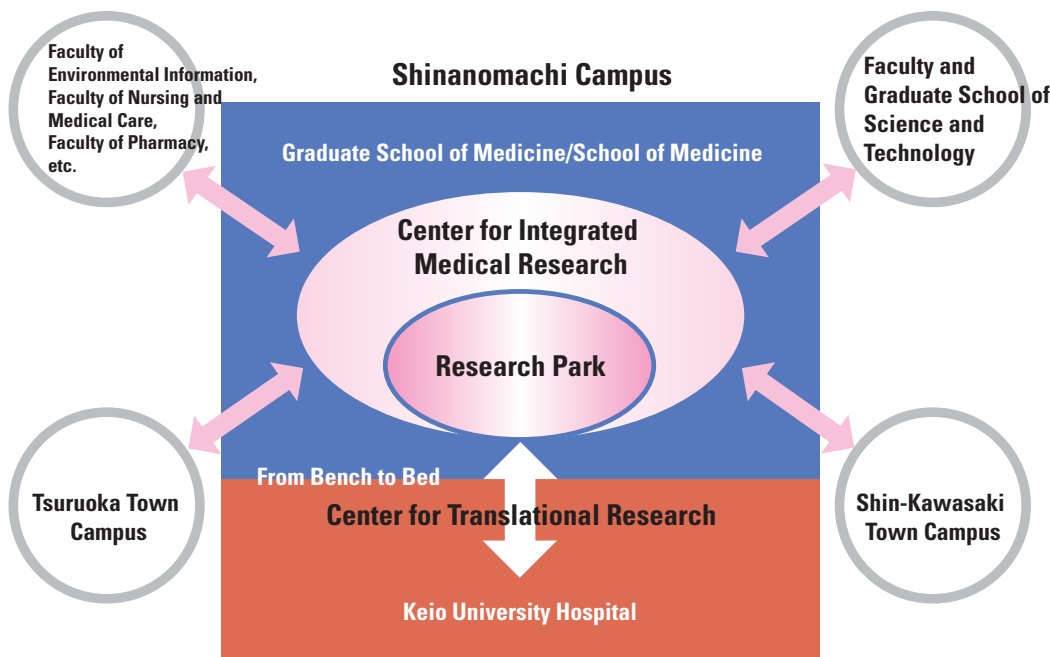 Faculty of
Environmental Information,
Faculty of Nursing and
Medical Care,
Faculty of Pharmacy,
etc.
Shinanomachi Campus
Faculty and
Graduate School of
Science and
Technology
Graduate School of Medicine/School of Medicine
Center for Integrated
Medical Research
Research Park
From Bench to Bed
Tsuruoka Town
Campus
Center for Translational Research
Shin-Kawasaki
Town Campus
Keio University Hospital